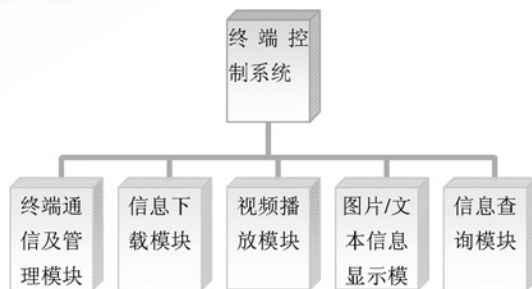 终端控
制系统
终端通
信及管
理模块
信息下
载模块
视频播
放模块
图片/文
本信息
显示模
信息查
询模块